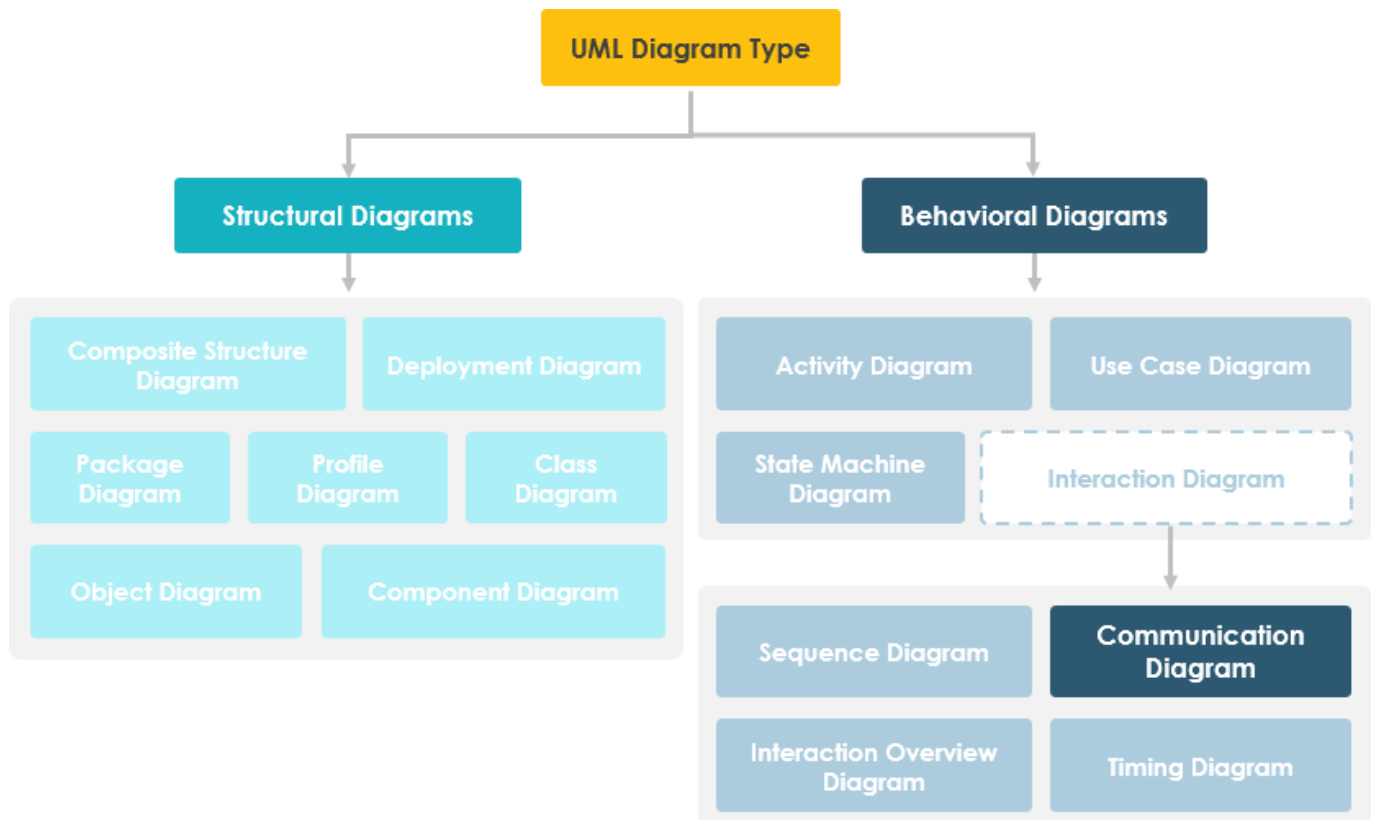 UML Diagram Type
Structural Diagrams
Behavioral Diagrams
Composite Structure
Diagram
Deployment Diagram
Package
Diagram
Profile
Diagram
Class
Diagram
Object Diagram
Component Diagram
Activity Diagram
Use Case Diagram
State Machine
Diagram
Interaction Diagram
Sequence Diagram
Communication
Diagram
Interaction Overview
Diagram
Timing Diagram